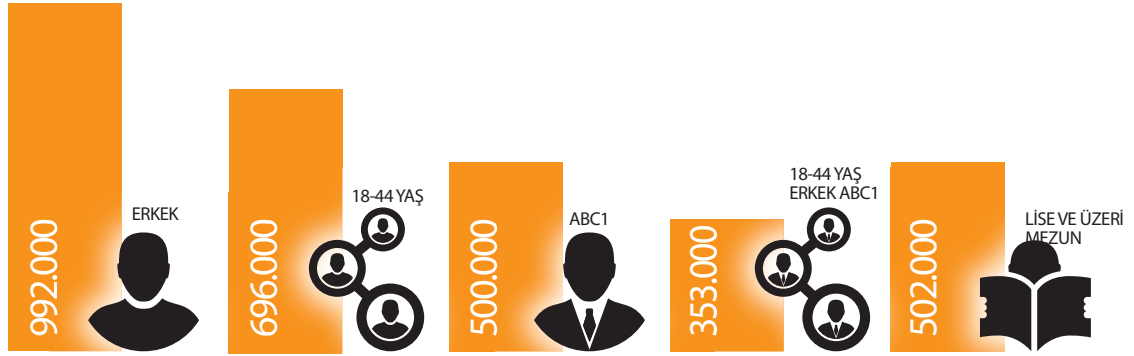 992.000
ERKEK
696.000
18-44 YAŞ
500.000
ABC1
353.000
18-44 YAŞ
ERKEK ABC1
502.000
LİSE VE ÜZERİ
MEZUN